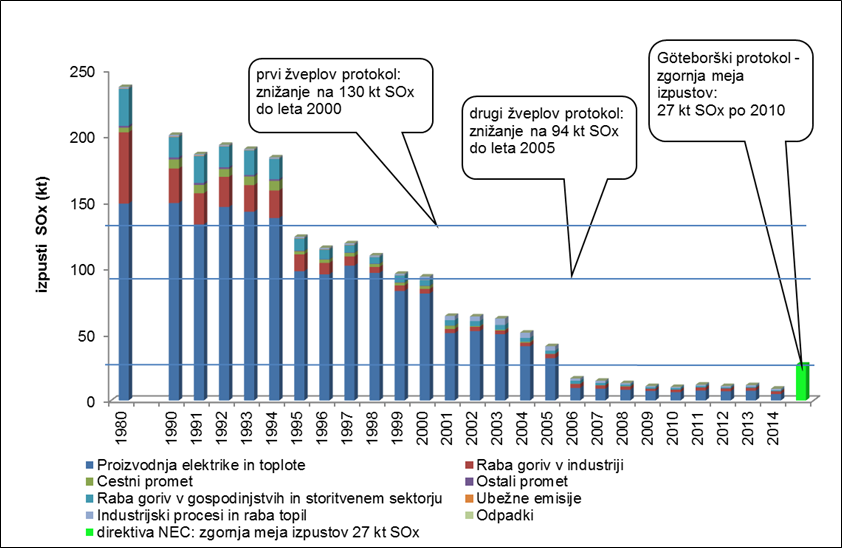 prvi žveplov protokol:
znižanje na 130 kt SOx
do leta 2000
drugi žveplov protokol:
znižanje na 94 kt SOx
do leta 2005
Göteborški protokol -
zgornja meja
izpustov:
27 kt SOx po 2010
izpusti SOx (kt)
250
200
150
100
50
0
1980
1990
1991
1992
1993
1994
1995
1996
1997
1998
1999
2000
2001
2002
2003
2004
2005
2006
2007
2008
2009
2010
2011
2012
2013
2014
Proizvodnja elektrike in toplote
Raba goriv v industriji
Cestni promet
Ostali promet
Raba goriv v gospodinjstvih in storitvenem sektorju
Ubežne emisije
Industrijski procesi in raba topil
Odpadki
direktiva NEC: zgornja meja izpustov 27 kt SOx